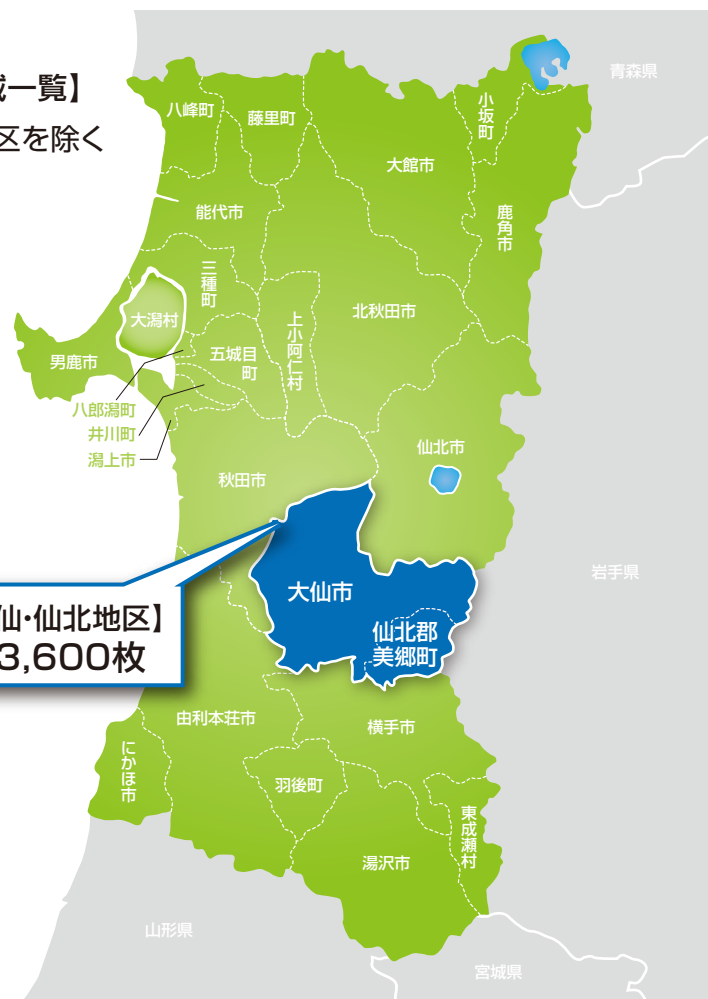 域一覧】
区を除く
青森県
八峰町
藤里町
小坂町
大館市
鹿角市
能代市
三種町
大潟村
北秋田市
上小阿仁村
五城目町
男鹿市
八郎潟町
井川町
潟上市
仙北市
秋田市
岩手県
大仙市
仙・仙北地区】
3,600枚
仙北郡
美郷町
由利本荘市
横手市
にかほ市
羽後町
東成瀬村
湯沢市
山形県
宮城県